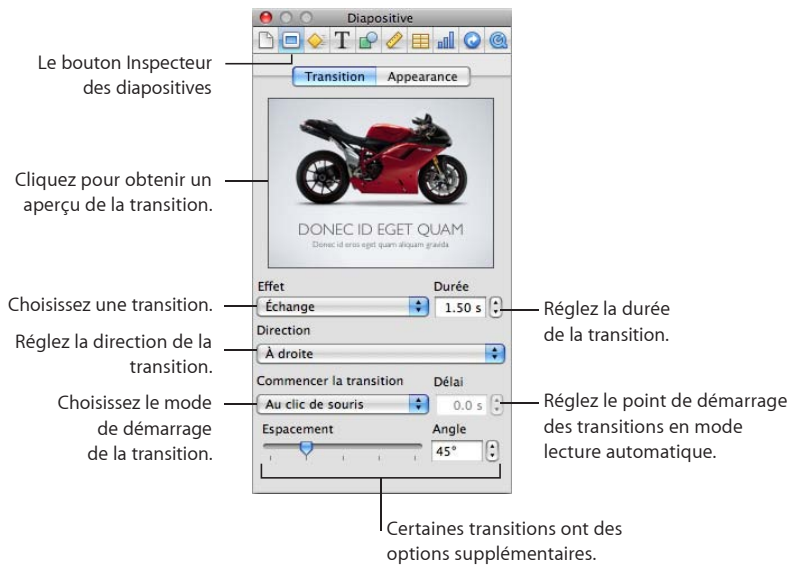 Diapositive
Le bouton Inspecteur
des diapositives
Transition
Appearance
Cliquez pour obtenir un
aperçu de la transition.
DONEC ID EGET QUAM
Donec id eros eget quam aliquam gravida
Effet
Durée
Choisissez une transition.
Échange
1.50 s
Réglez la durée
de la transition.
Direction
Réglez la direction de la
transition.
À droite
Commencer la transition
Délai
Choisissez le mode
de démarrage
de la transition.
Au clic de souris
0.0 s
Réglez le point de démarrage
des transitions en mode
lecture automatique.
Espacement
Angle
45°
Certaines transitions ont des
options supplémentaires.